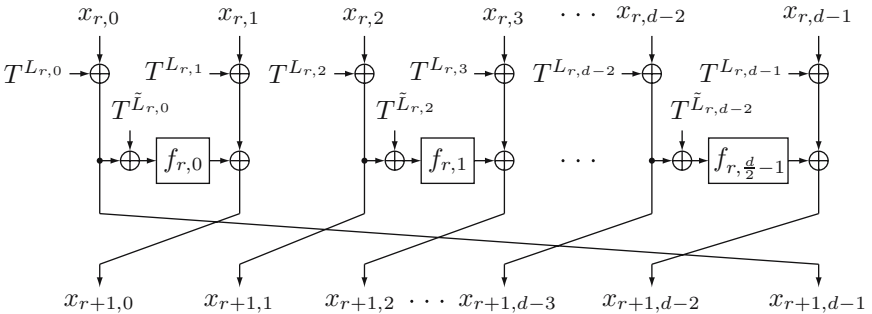 x_{r,0} x_{r,1} x_{r,2} x_{r,3} ⋯ x_{r,d−2} x_{r,d−1}
T^{L_{r,0}} T^{L_{r,1}} T^{L_{r,2}} T^{L_{r,3}} T^{L_{r,d−2}} T^{L_{r,d−1}}
T^{\tilde{L}_{r,0}} T^{\tilde{L}_{r,2}} T^{\tilde{L}_{r,d−2}}
f_{r,0} f_{r,1} ⋯ f_{r,\frac{d}{2}−1}
x_{r+1,0} x_{r+1,1} x_{r+1,2} ⋯ x_{r+1,d−3} x_{r+1,d−2} x_{r+1,d−1}